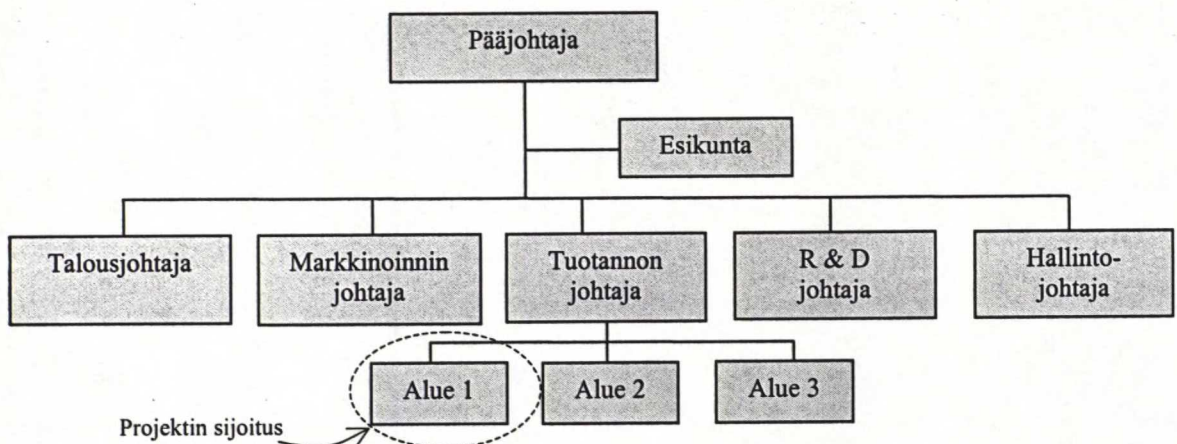 Pääjohtaja
Esikunta
Talousjohtaja
Markkinoinnin
johtaja
Tuotannon
johtaja
R & D
johtaja
Hallinto-
johtaja
Alue 1
Alue 2
Alue 3
Projektin sijoitus